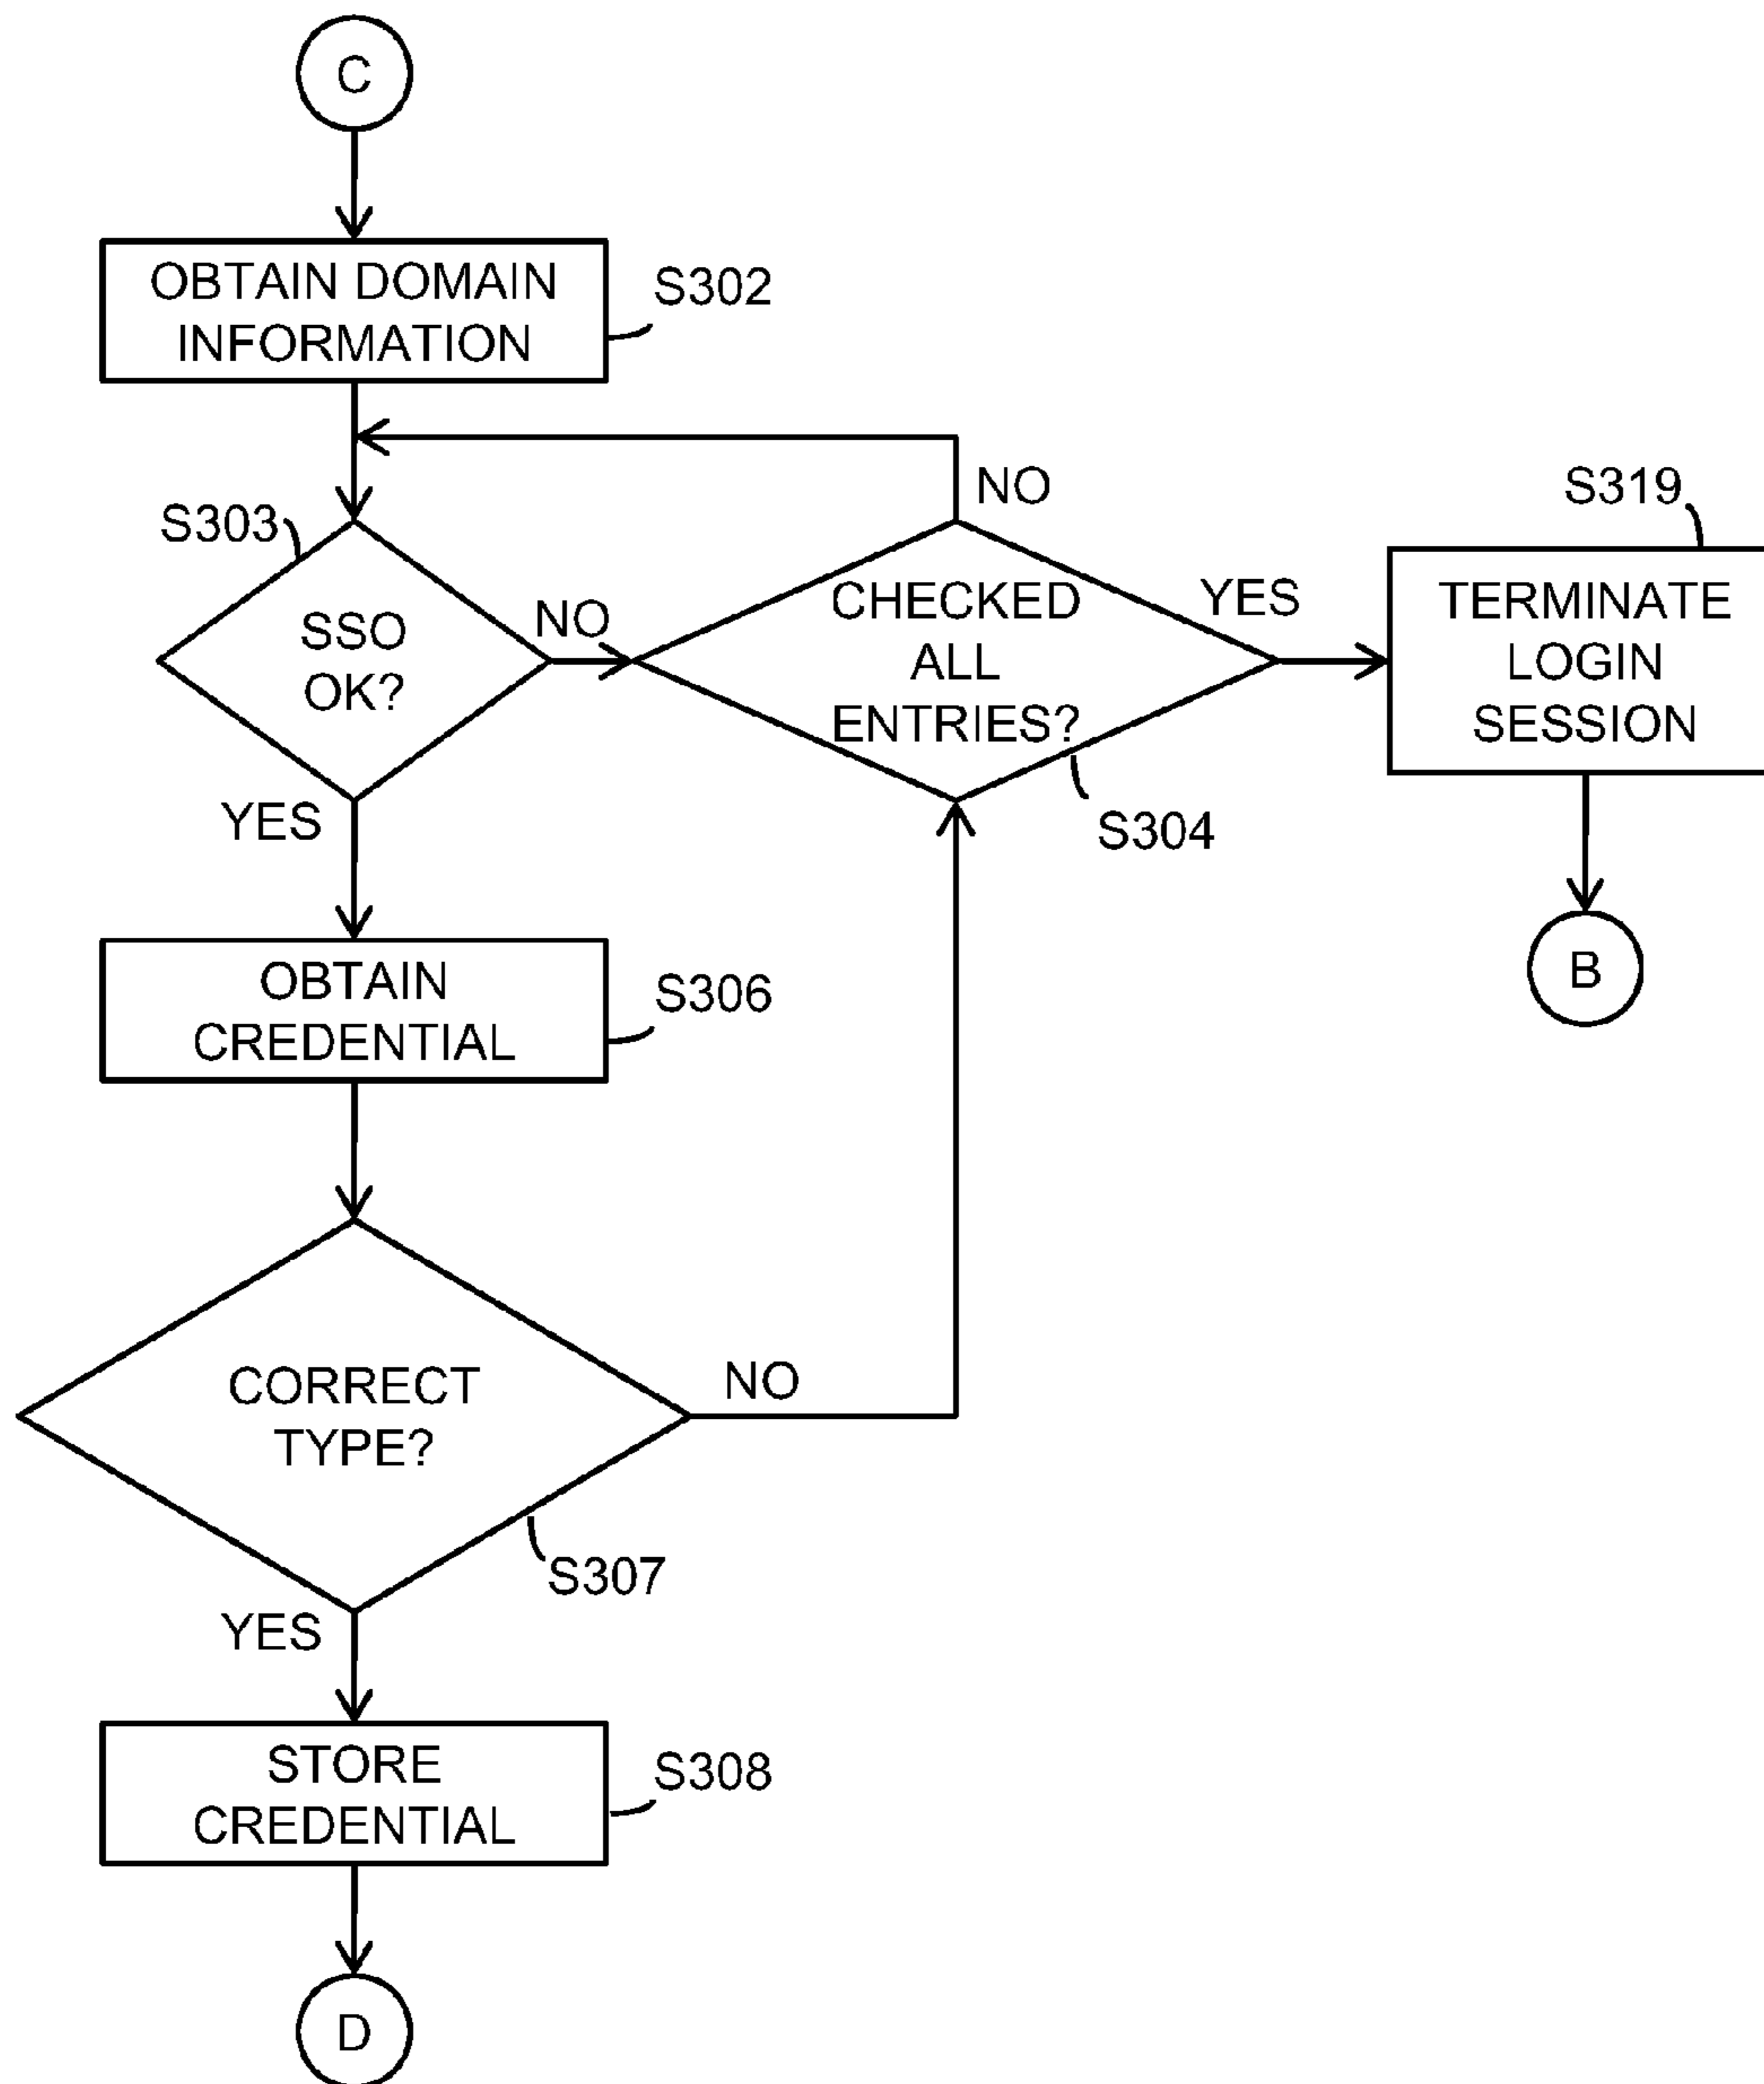 C
OBTAIN DOMAIN
INFORMATION
S302
NO
S303
S319
SSO
OK?
NO
CHECKED
ALL
ENTRIES?
YES
TERMINATE
LOGIN
SESSION
S304
YES
B
OBTAIN
CREDENTIAL
S306
CORRECT
TYPE?
NO
S307
YES
STORE
CREDENTIAL
S308
D